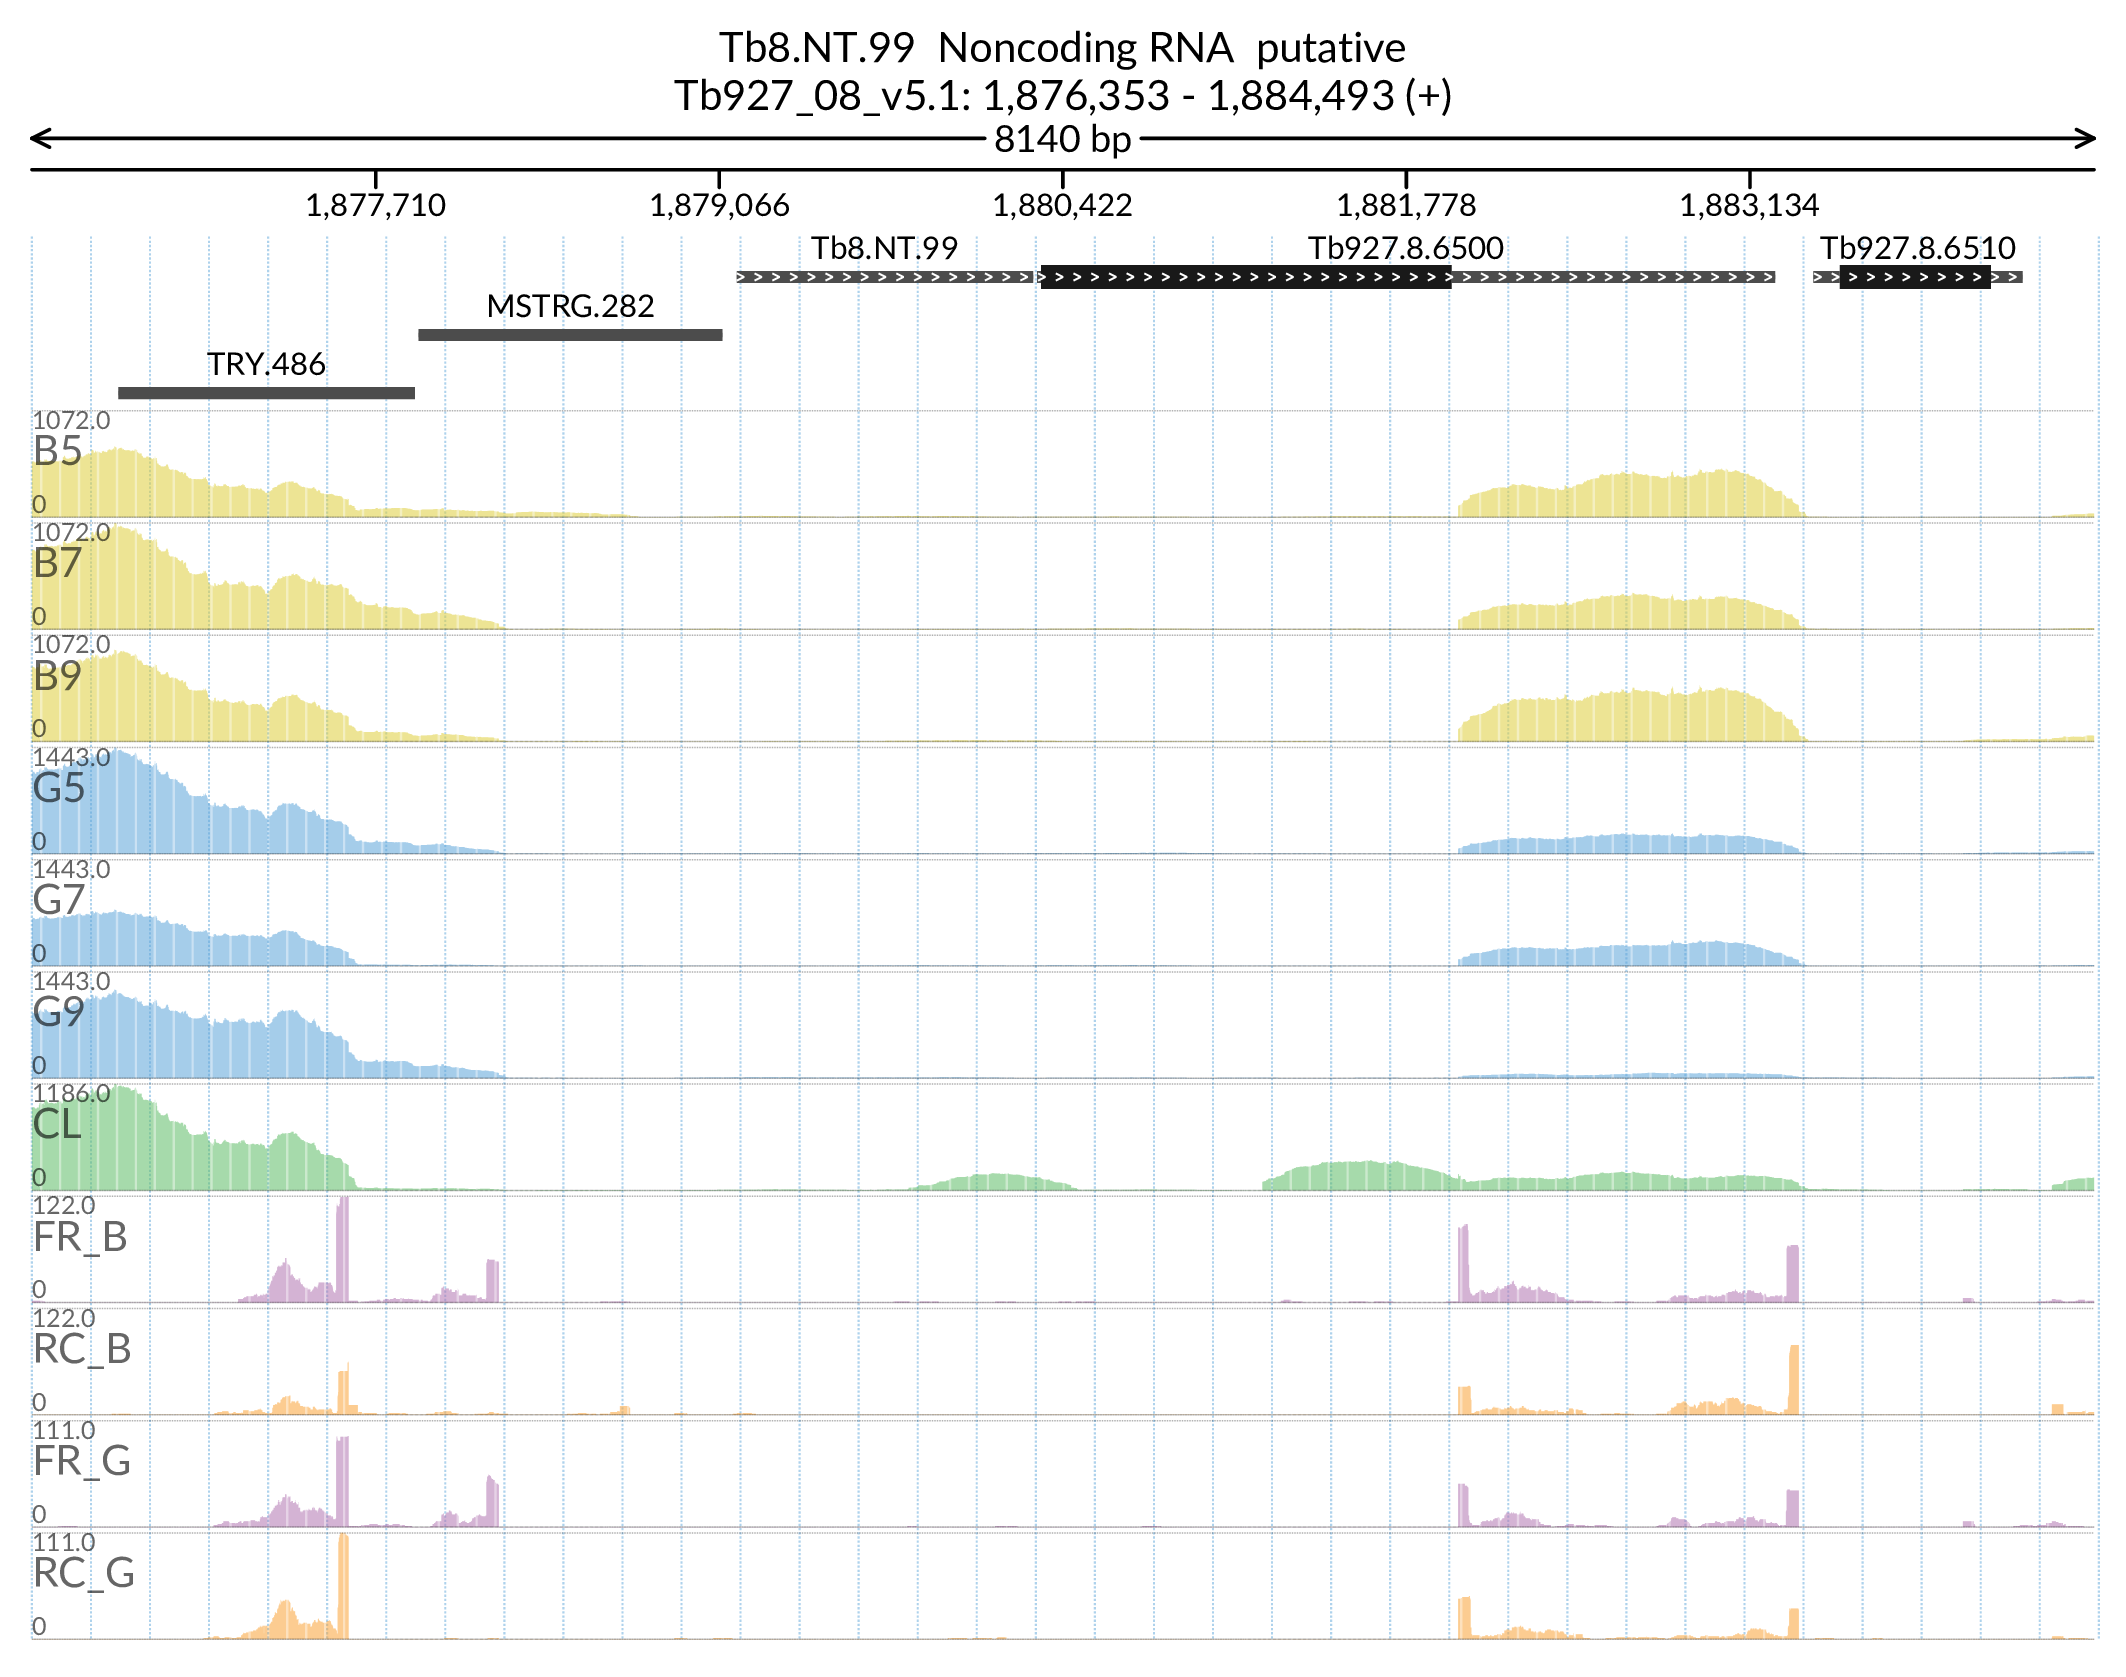 Tb8.NT.99 Noncoding RNA putative
Tb927_08_v5.1: 1,876,353 - 1,884,493 (+)
8140 bp
1,877,710 1,879,066 1,880,422 1,881,778 1,883,134
Tb8.NT.99 Tb927.8.6500 Tb927.8.6510
MSTRG.282
TRY.486
1072.0
B5
0
1072.0
B7
0
1072.0
B9
0
1443.0
G5
0
1443.0
G7
0
1443.0
G9
0
1186.0
CL
0
122.0
FR_B
0
122.0
RC_B
0
111.0
FR_G
0
111.0
RC_G
0